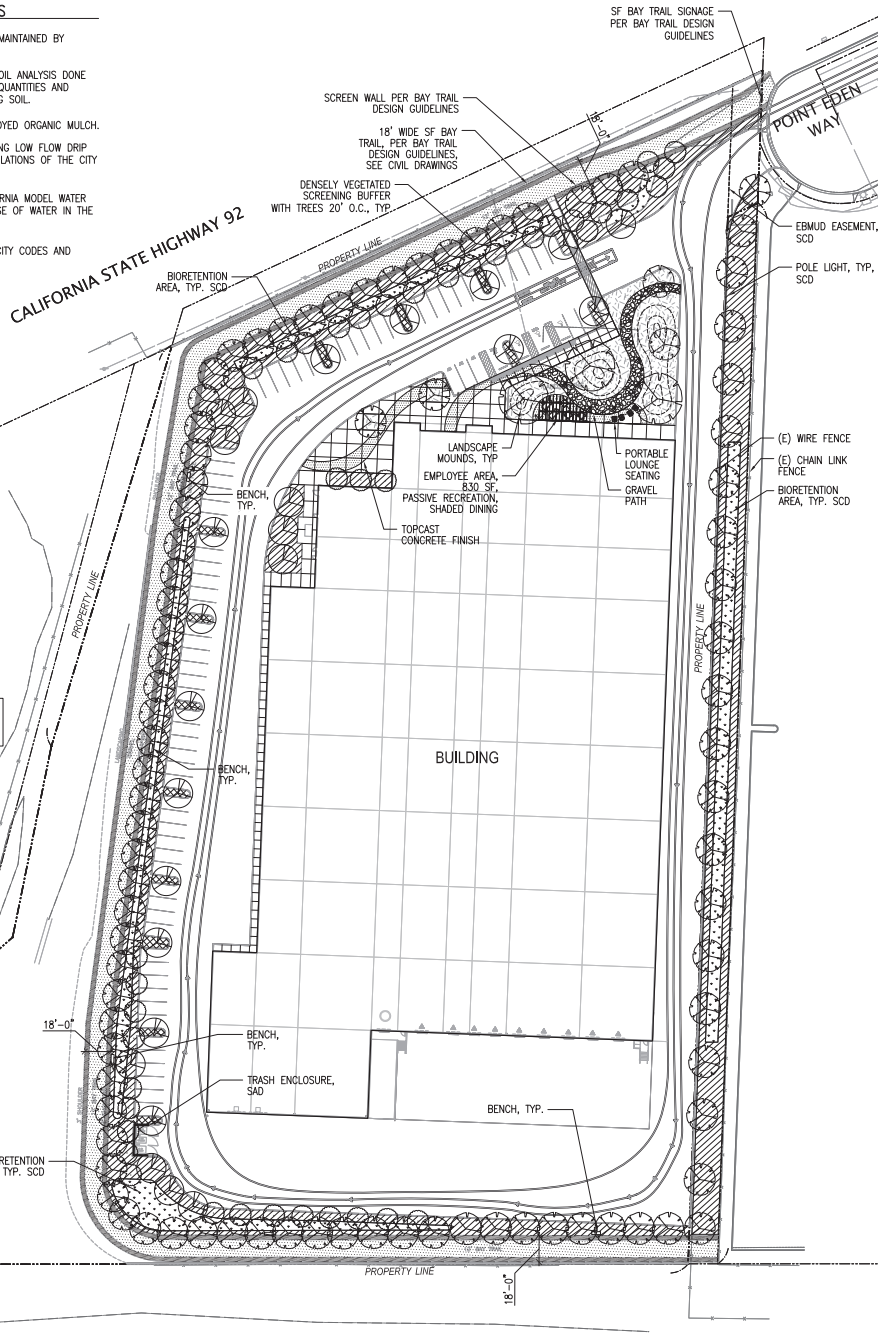 S
MAINTAINED BY
OIL ANALYSIS DONE
QUANTITIES AND
G SOIL.
OYED ORGANIC MULCH.
NG LOW FLOW DRIP
ULATIONS OF THE CITY
ORNIA MODEL WATER
SE OF WATER IN THE
CITY CODES AND
SF BAY TRAIL SIGNAGE
PER BAY TRAIL DESIGN
GUIDELINES
SCREEN WALL PER BAY TRAIL
DESIGN GUIDELINES
18' WIDE SF BAY
TRAIL, PER BAY TRAIL
DESIGN GUIDELINES,
SEE CIVIL DRAWINGS
DENSELY VEGETATED
SCREENING BUFFER
WITH TREES 20' O.C., TYP.
18'-0"
POINT EDEN
WAY
CALIFORNIA STATE HIGHWAY 92
PROPERTY LINE
BIORETENTION
AREA, TYP. SCD
EBMUD EASEMENT,
SCD
POLE LIGHT, TYP,
SCD
(E) WIRE FENCE
(E) CHAIN LINK
FENCE
BIORETENTION
AREA, TYP. SCD
LANDSCAPE
MOUNDS, TYP
EMPLOYEE AREA,
830 SF,
PASSIVE RECREATION,
SHADED DINING
PORTABLE
LOUNGE
SEATING
GRAVEL
PATH
TOPCAST
CONCRETE FINISH
BENCH,
TYP.
PROPERTY LINE
PROPERTY LINE
BUILDING
BENCH,
TYP.
18'-0"
BENCH,
TYP.
TRASH ENCLOSURE,
SAD
3' SHOULDER
BENCH, TYP.
RETENTION
TYP. SCD
PROPERTY LINE
18'-0"